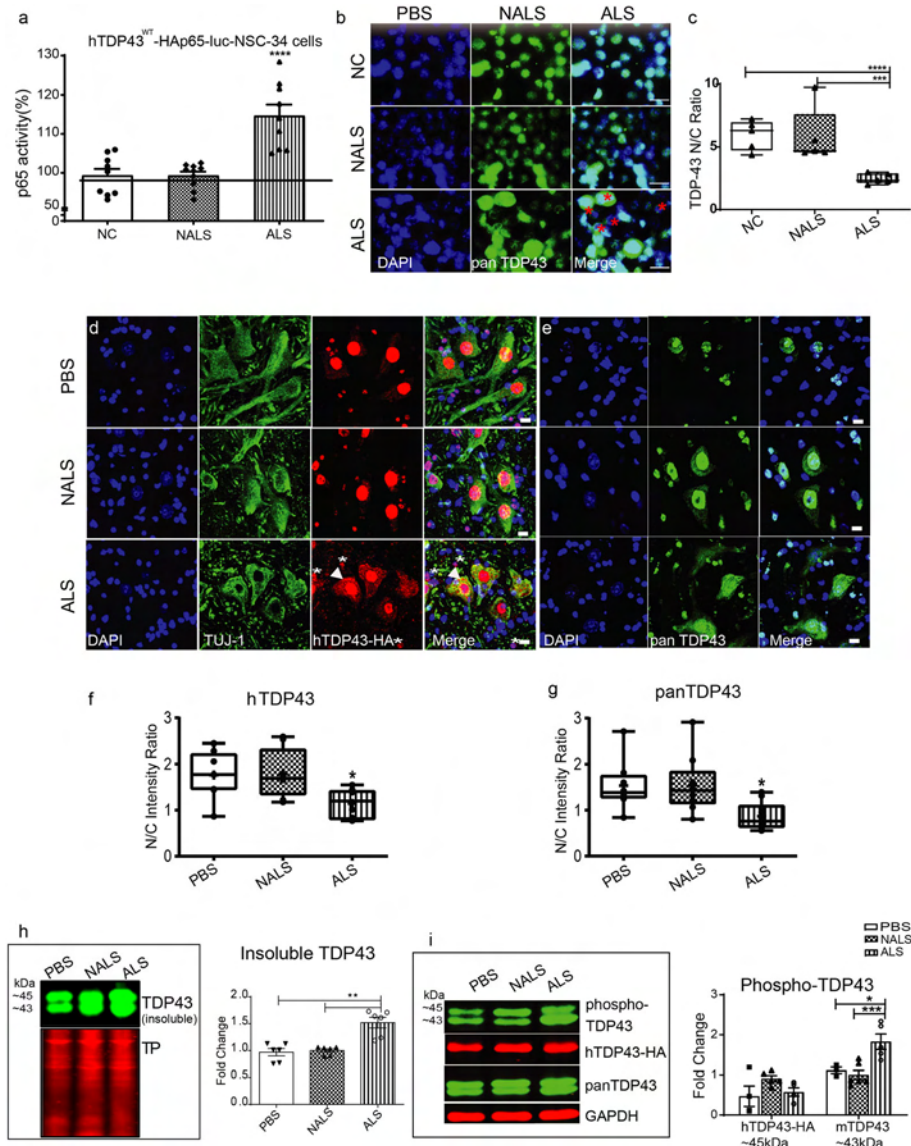 a
hTDP43WT-HAp65-luc-NSC-34 cells
p65 activity(%)
130
120
110
100
50
0
****
NC
NALS
ALS
b
PBS
NALS
ALS
NC
NALS
ALS
DAPI
pan TDP43
Merge
*
*
*
*
*
c
TDP-43 N/C Ratio
10
5
0
****
***
NC
NALS
ALS
d
PBS
NALS
ALS
DAPI
TUJ-1
hTDP43-HA*
Merge
*
*
*
*
*
e
DAPI
pan TDP43
Merge
f
hTDP43
N/C Intensity Ratio
3
2
1
0
*
PBS
NALS
ALS
g
panTDP43
N/C Intensity Ratio
3
2
1
0
*
PBS
NALS
ALS
h
PBS
NALS
ALS
kDa
~45
~43
TDP43
(insoluble)
TP
Insoluble TDP43
Fold Change
2.0
1.5
1.0
0.5
0.0
**
PBS
NALS
ALS
i
PBS
NALS
ALS
kDa
~45
~43
phospho-
TDP43
hTDP43-HA
panTDP43
GAPDH
PBS
NALS
ALS
Phospho-TDP43
Fold Change
3
2
1
0
*
***
hTDP43-HA
~45kDa
mTDP43
~43kDa